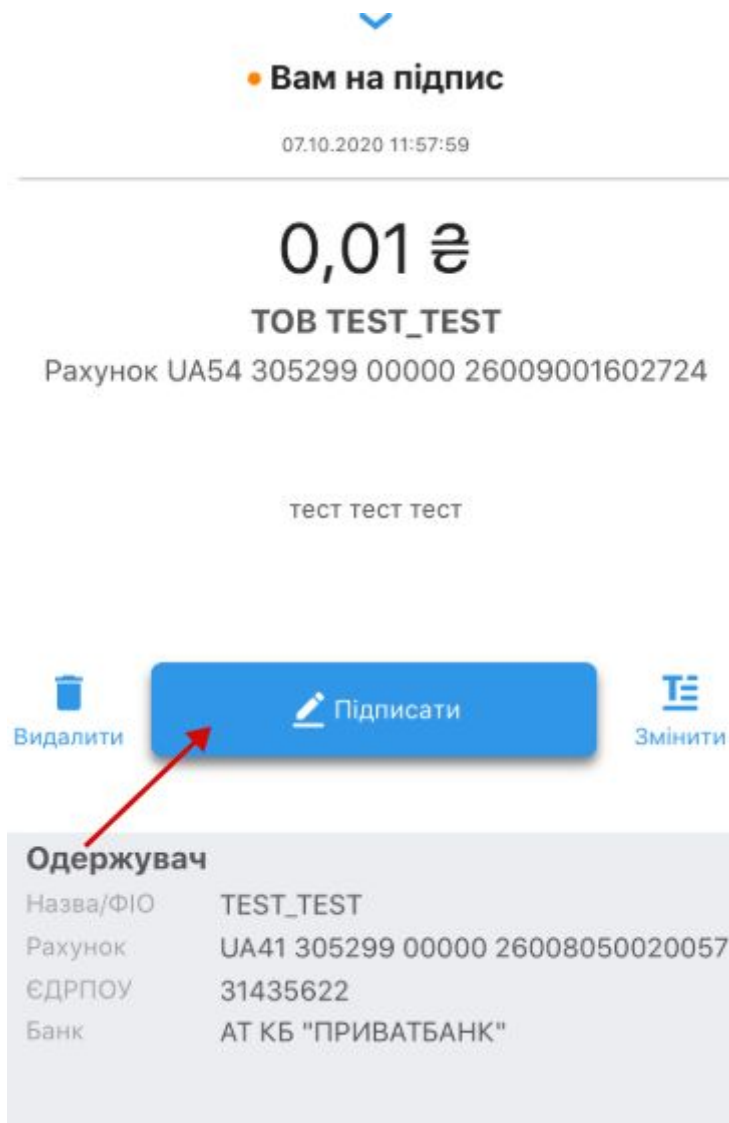 Вам на підпис
07.10.2020 11:57:59
0,01 ₴
ТОВ TEST_TEST
Рахунок UA54 305299 00000 26009001602724
тест тест тест
Видалити
Підписати
Змінити
Одержувач
Назва/ФІО TEST_TEST
Рахунок UA41 305299 00000 26008050020057
ЄДРПОУ 31435622
Банк АТ КБ "ПРИВАТБАНК"